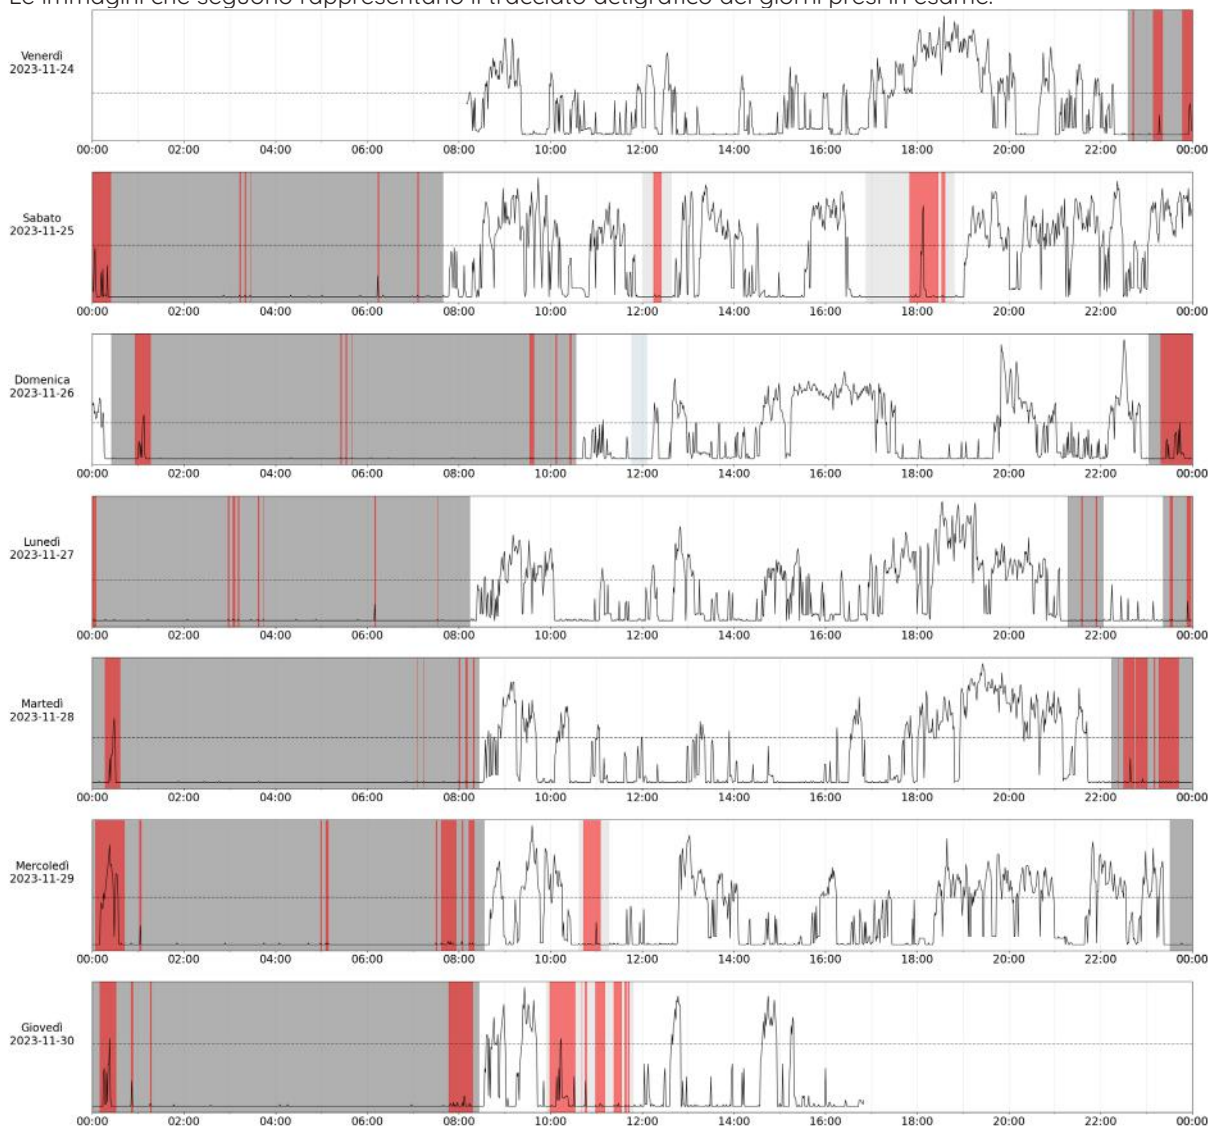 Le immagini che seguono rappresentano il tracciato actigrafico dei giorni presi in esame.
Venerdì
2023-11-24
00:00 02:00 04:00 06:00 08:00 10:00 12:00 14:00 16:00 18:00 20:00 22:00 00:00
Sabato
2023-11-25
00:00 02:00 04:00 06:00 08:00 10:00 12:00 14:00 16:00 18:00 20:00 22:00 00:00
Domenica
2023-11-26
00:00 02:00 04:00 06:00 08:00 10:00 12:00 14:00 16:00 18:00 20:00 22:00 00:00
Lunedì
2023-11-27
00:00 02:00 04:00 06:00 08:00 10:00 12:00 14:00 16:00 18:00 20:00 22:00 00:00
Martedì
2023-11-28
00:00 02:00 04:00 06:00 08:00 10:00 12:00 14:00 16:00 18:00 20:00 22:00 00:00
Mercoledì
2023-11-29
00:00 02:00 04:00 06:00 08:00 10:00 12:00 14:00 16:00 18:00 20:00 22:00 00:00
Giovedì
2023-11-30
00:00 02:00 04:00 06:00 08:00 10:00 12:00 14:00 16:00 18:00 20:00 22:00 00:00